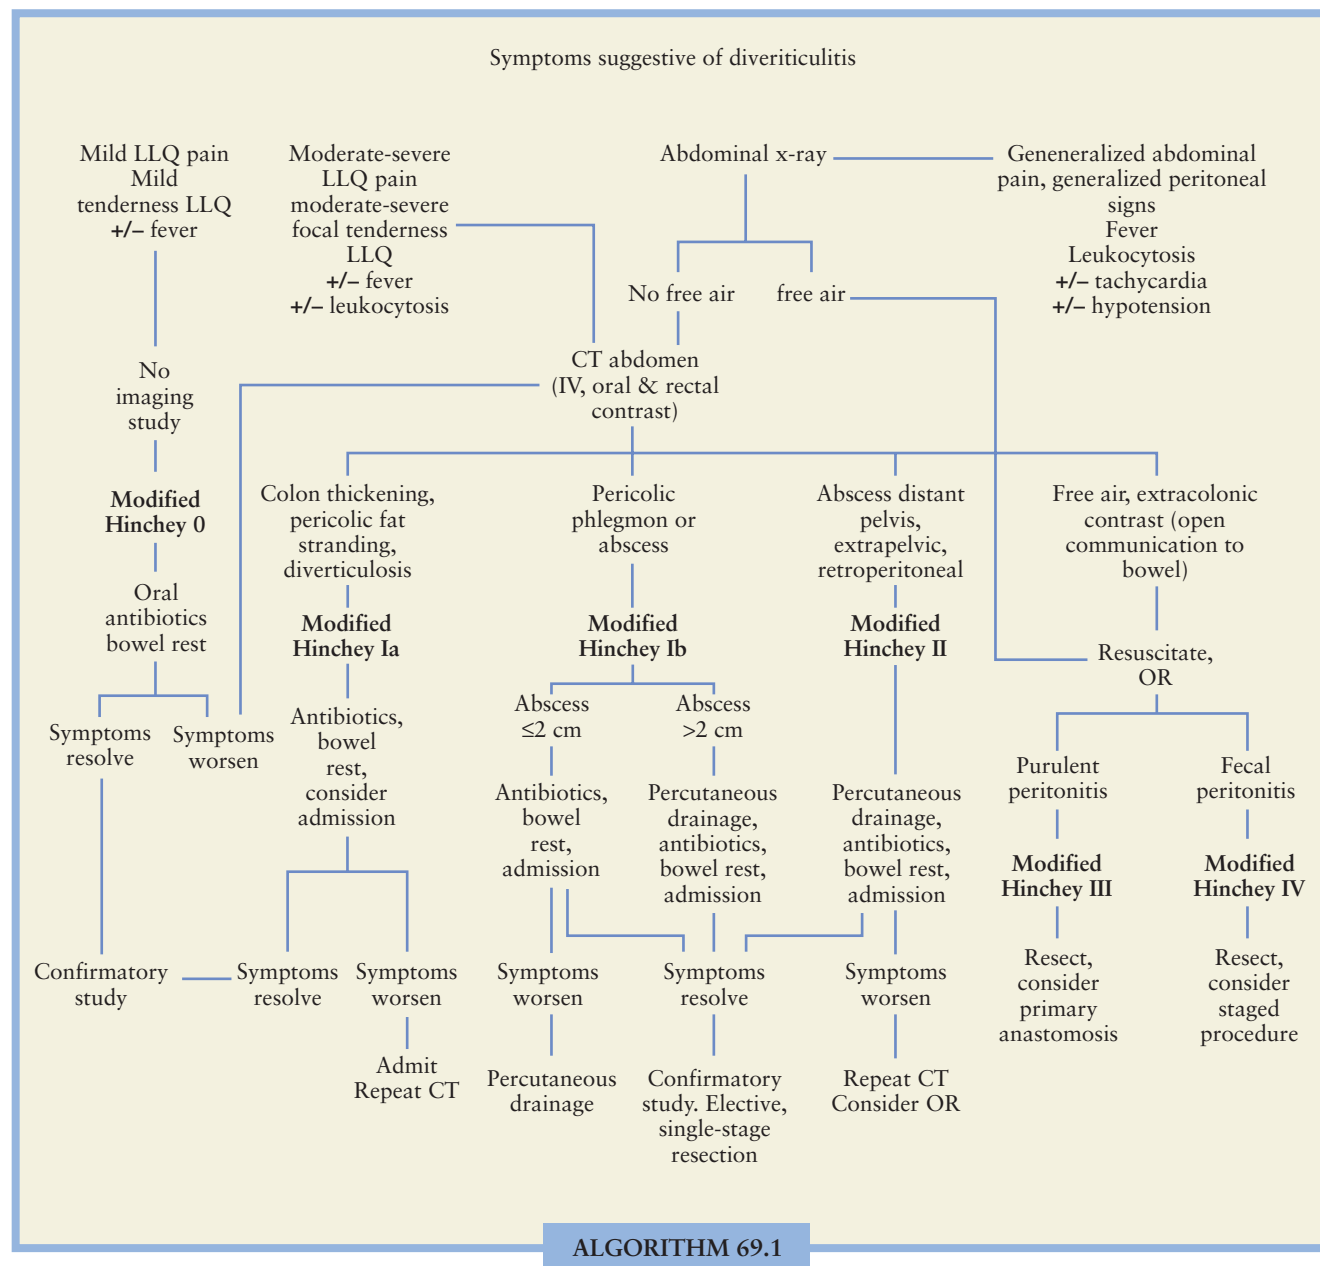 Symptoms suggestive of diveriticulitis
Mild LLQ pain
Mild
tenderness LLQ
+/– fever
Moderate-severe
LLQ pain
moderate-severe
focal tenderness
LLQ
+/– fever
+/– leukocytosis
Abdominal x-ray
Geneneralized abdominal
pain, generalized peritoneal
signs
Fever
Leukocytosis
+/– tachycardia
+/– hypotension
No free air
free air
No
imaging
study
CT abdomen
(IV, oral & rectal
contrast)
Modified
Hinchey 0
Colon thickening,
pericolic fat
stranding,
diverticulosis
Pericolic
phlegmon or
abscess
Abscess distant
pelvis,
extrapelvic,
retroperitoneal
Free air, extracolonic
contrast (open
communication to
bowel)
Oral
antibiotics
bowel rest
Modified
Hinchey Ia
Modified
Hinchey Ib
Modified
Hinchey II
Resuscitate,
OR
Symptoms
resolve
Symptoms
worsen
Antibiotics,
bowel
rest,
consider
admission
Abscess
≤2 cm
Abscess
>2 cm
Purulent
peritonitis
Fecal
peritonitis
Antibiotics,
bowel
rest,
admission
Percutaneous
drainage,
antibiotics,
bowel rest,
admission
Percutaneous
drainage,
antibiotics,
bowel rest,
admission
Modified
Hinchey III
Modified
Hinchey IV
Confirmatory
study
Symptoms
resolve
Symptoms
worsen
Symptoms
worsen
Symptoms
resolve
Symptoms
worsen
Resect,
consider
primary
anastomosis
Resect,
consider
staged
procedure
Admit
Repeat CT
Percutaneous
drainage
Confirmatory
study. Elective,
single-stage
resection
Repeat CT
Consider OR
ALGORITHM 69.1